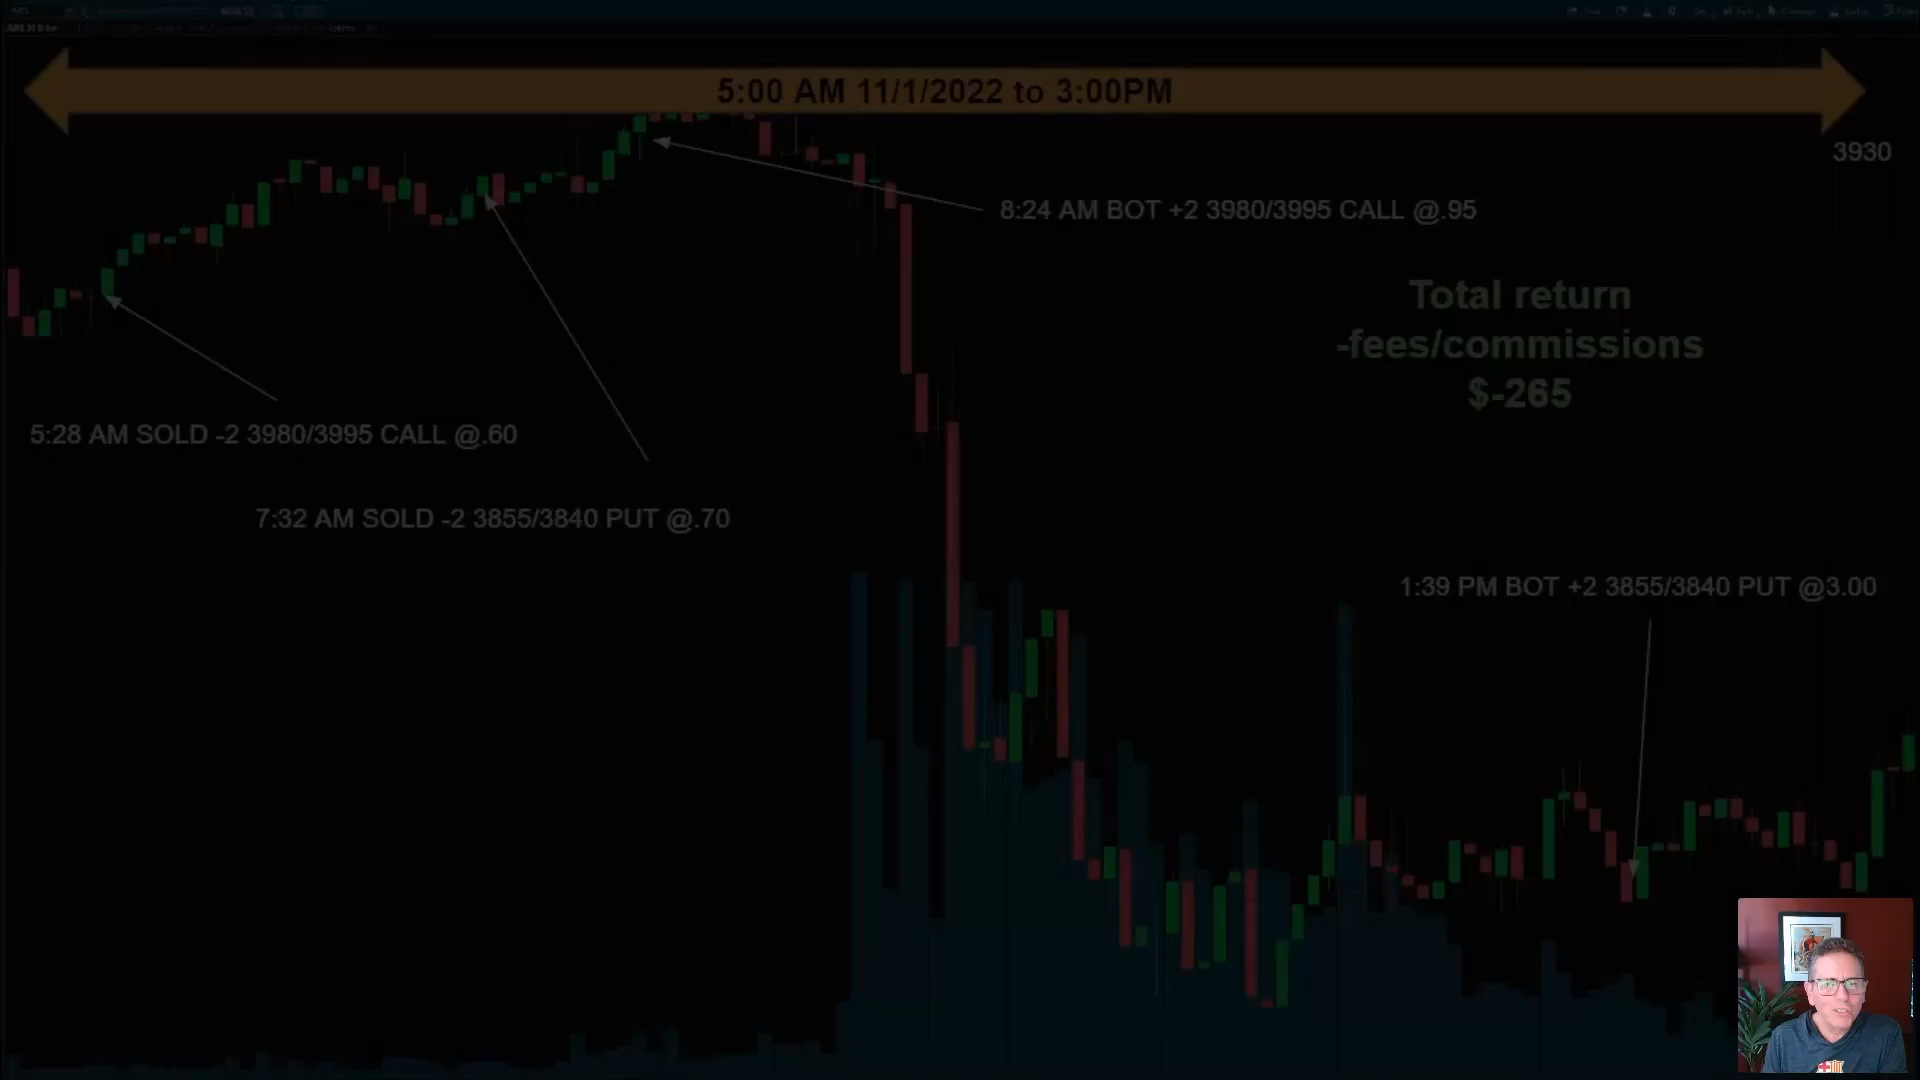 5:00 AM 11/1/2022 to 3:00PM
3930
8:24 AM BOT +2 3980/3995 CALL @.95
Total return
-fees/commissions
$-265
5:28 AM SOLD -2 3980/3995 CALL @.60
7:32 AM SOLD -2 3855/3840 PUT @.70
1:39 PM BOT +2 3855/3840 PUT @3.00